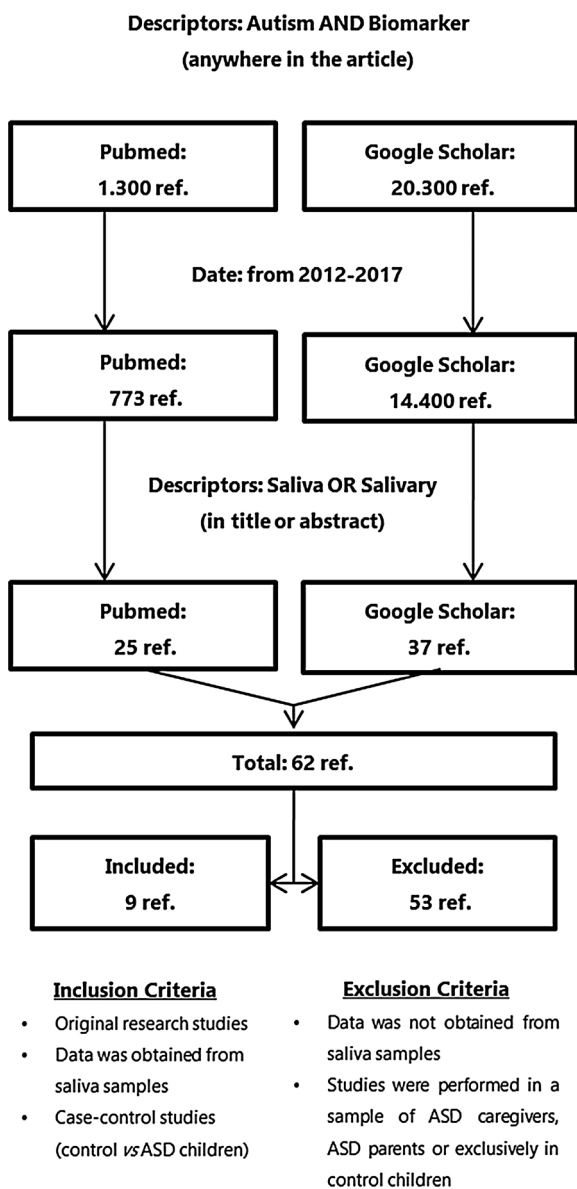 Descriptors: Autism AND Biomarker
(anywhere in the article)
Pubmed:
1.300 ref.
Google Scholar:
20.300 ref.
Date: from 2012-2017
Pubmed:
773 ref.
Google Scholar:
14.400 ref.
Descriptors: Saliva OR Salivary
(in title or abstract)
Pubmed:
25 ref.
Google Scholar:
37 ref.
Total: 62 ref.
Included:
9 ref.
Excluded:
53 ref.
Inclusion Criteria
• Original research studies
• Data was obtained from
saliva samples
• Case-control studies
(control vs ASD children)
Exclusion Criteria
• Data was not obtained from
saliva samples
• Studies were performed in a
sample of ASD caregivers,
ASD parents or exclusively in
control children